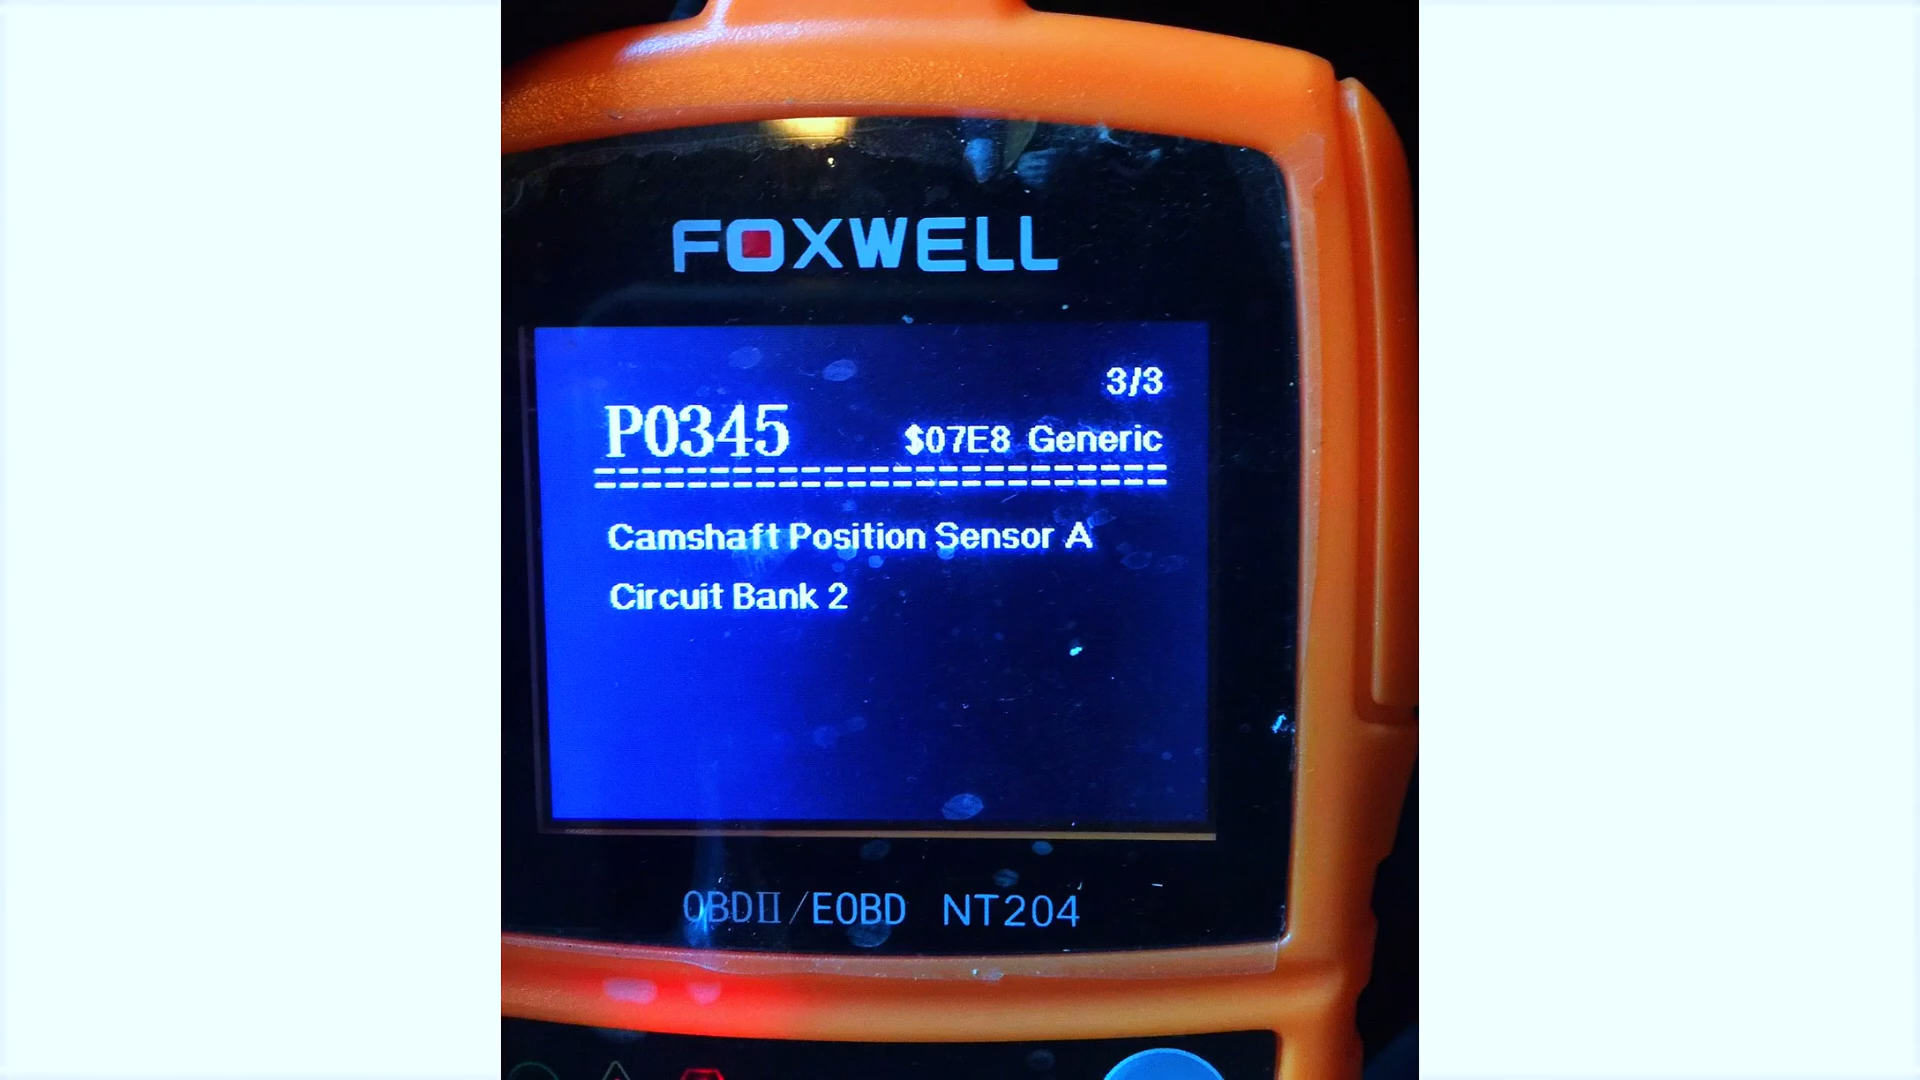 FOXWELL
3/3
P0345 $07E8 Generic
Camshaft Position Sensor A
Circuit Bank 2
OBDII/EOBD NT204